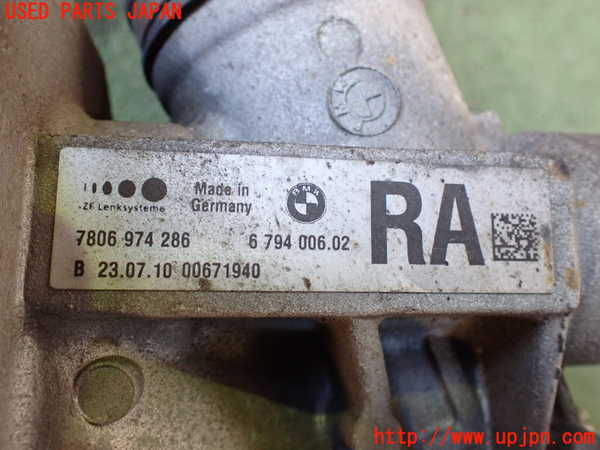 USED PARTS JAPAN
ZF Lenksysteme
Made in
Germany
BMW
RA
7806 974 286 6 794 006.02
B 23.07.10 00671940
http://www.upjpn.com/